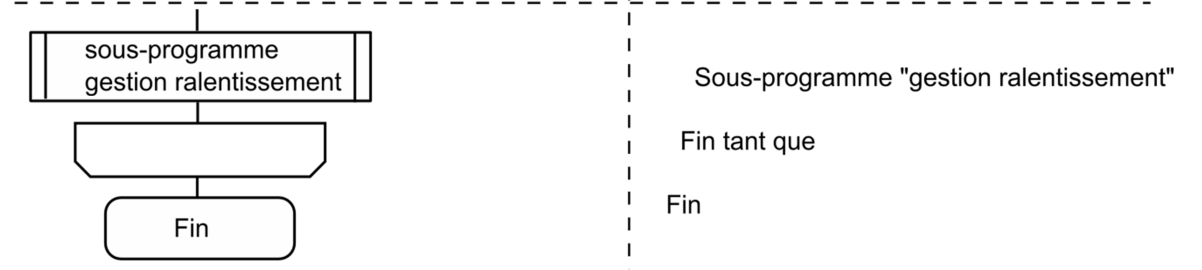 sous-programme
gestion ralentissement
Fin
Sous-programme "gestion ralentissement"
Fin tant que
Fin